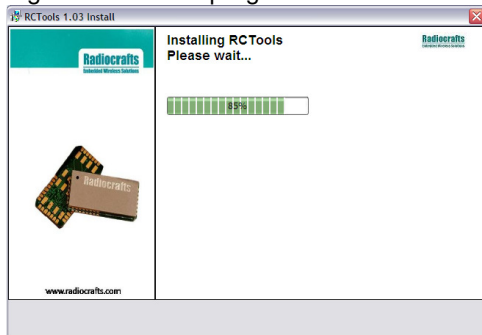 RCTools 1.03 Install
Radiocrafts
Embedded Wireless Solutions
Installing RCTools
Please wait...
Radiocrafts
Embedded Wireless Solutions
85%
Radiocrafts
www.radiocrafts.com